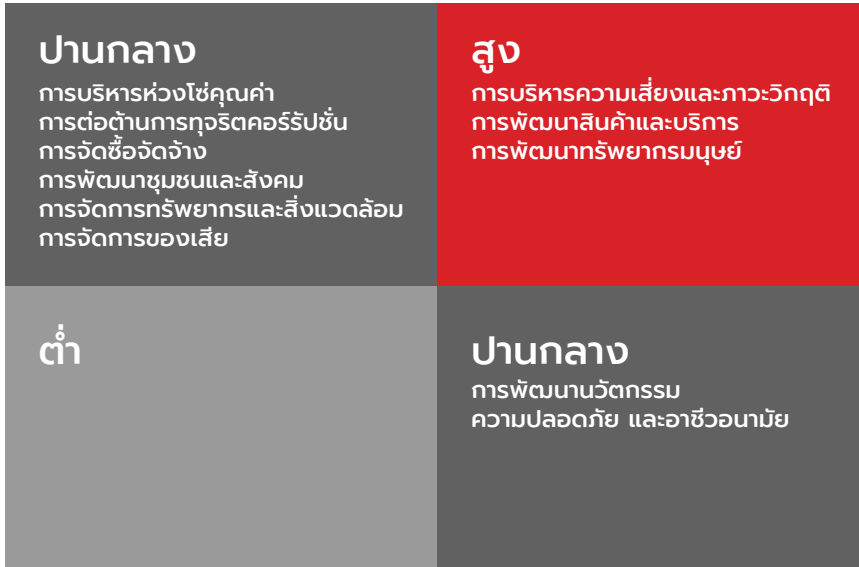 ปานกลาง
การบริหารห่วงโซ่คุณค่า
การต่อต้านการทุจริตคอร์รัปชั่น
การจัดซื้อจัดจ้าง
การพัฒนาชุมชนและสังคม
การจัดการทรัพยากรและสิ่งแวดล้อม
การจัดการของเสีย
สูง
การบริหารความเสี่ยงและภาวะวิกฤติ
การพัฒนาสินค้าและบริการ
การพัฒนาทรัพยากรมนุษย์
ต่ำ
ปานกลาง
การพัฒนานวัตกรรม
ความปลอดภัย และอาชีวอนามัย